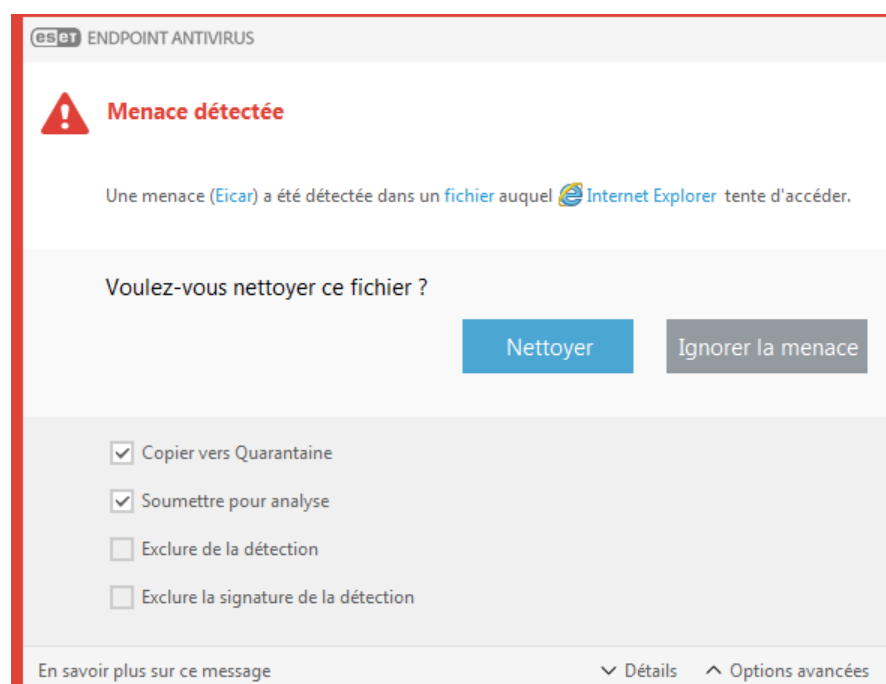 eset ENDPOINT ANTIVIRUS
Menace détectée
Une menace (Eicar) a été détectée dans un fichier auquel Internet Explorer tente d'accéder.
Voulez-vous nettoyer ce fichier ?
Nettoyer Ignorer la menace
Copier vers Quarantaine
Soumettre pour analyse
Exclure de la détection
Exclure la signature de la détection
En savoir plus sur ce message Détails Options avancées